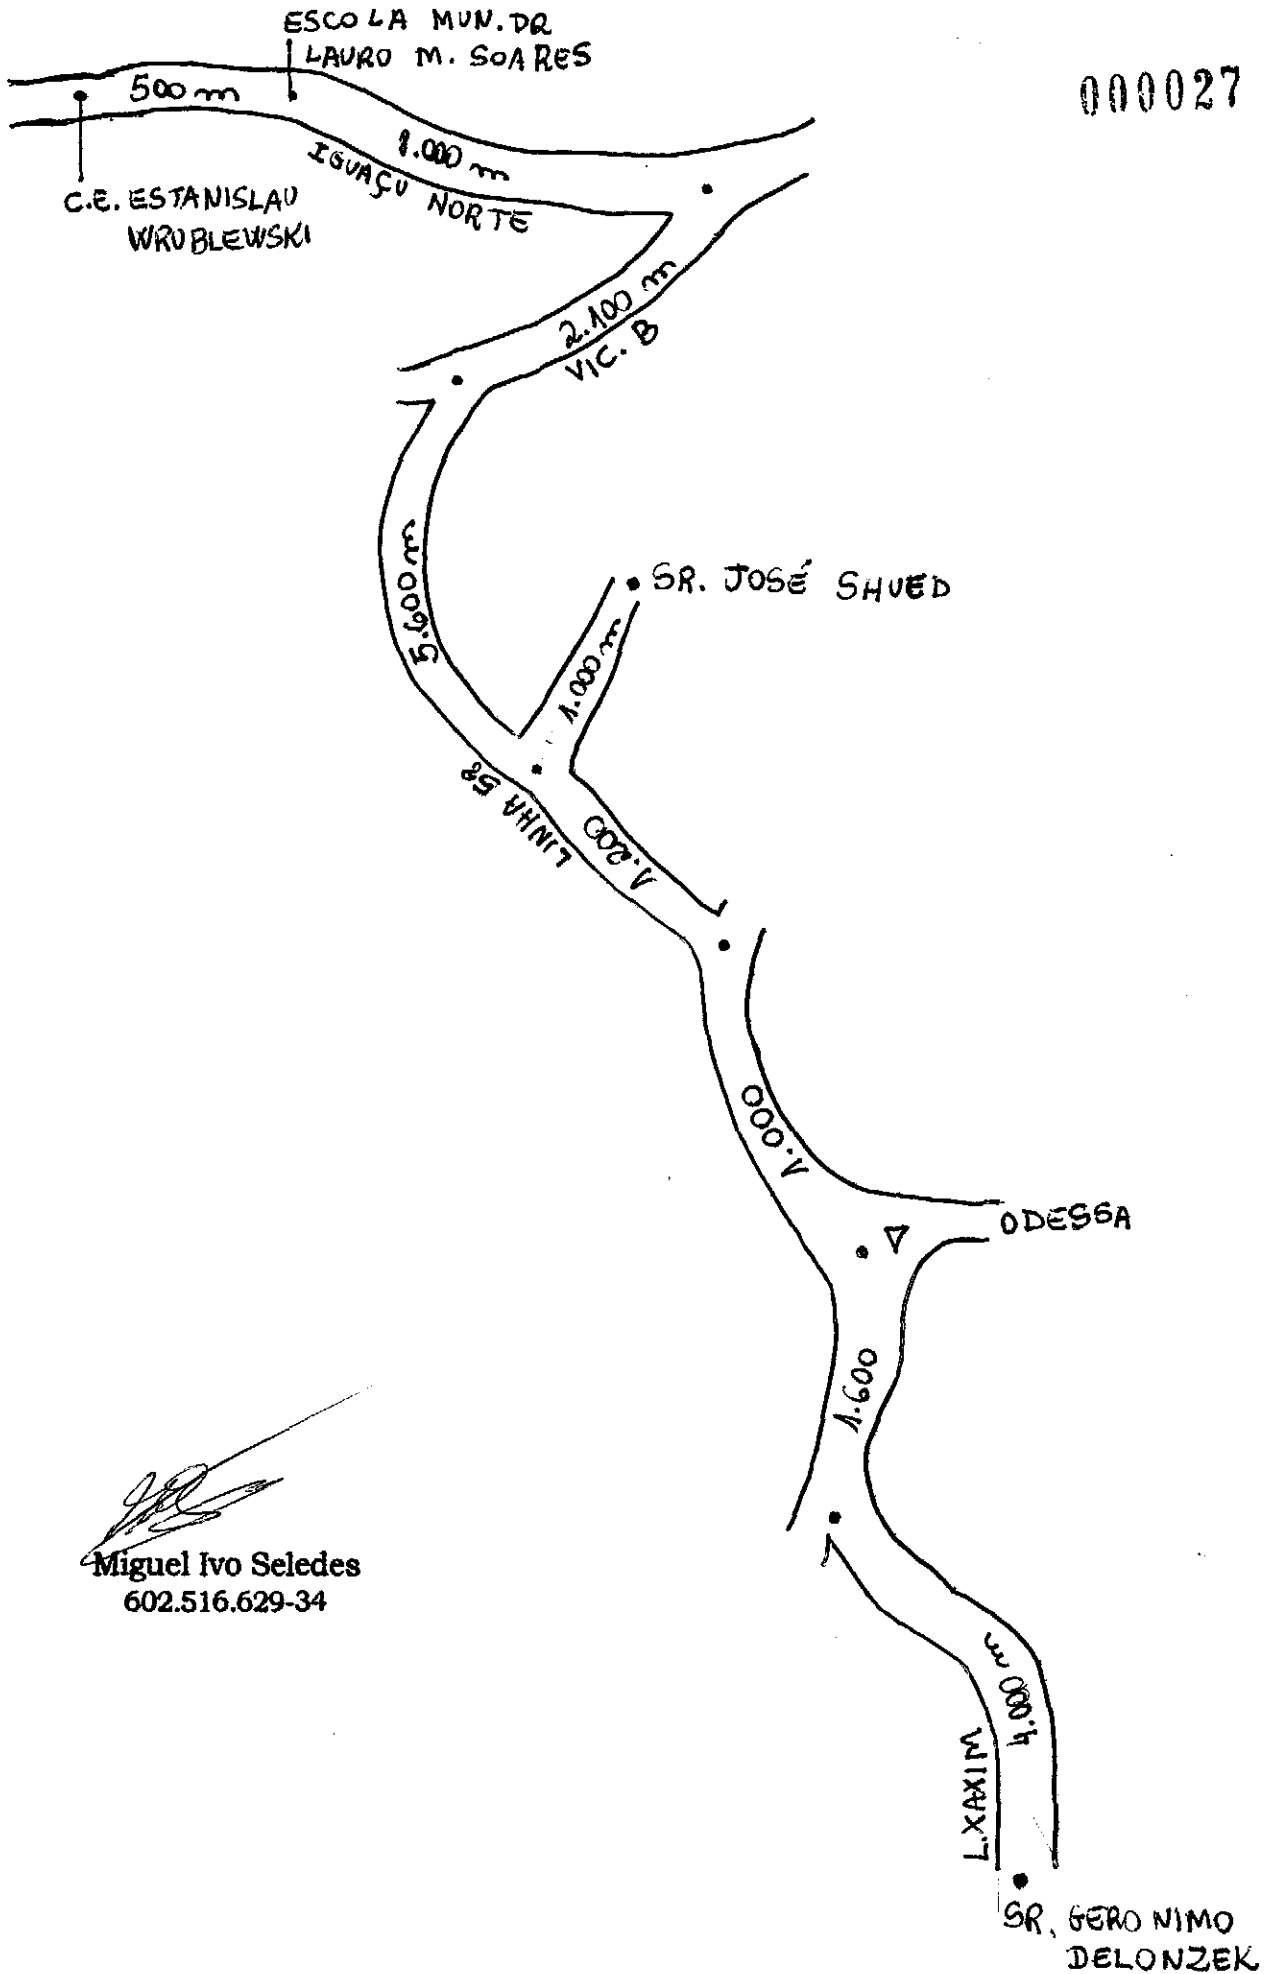 ESCOLA MUN. DR
LAURO M. SOARES
000027
500 m
1.000 m
IGUAÇU NORTE
C.E. ESTANISLAU
WRUBLEWSKI
2.100 m
VIC. B
5.600 m
SR. JOSÉ SHUED
1.000 m
LINHA 5ª
1.200
1.000
ODESSA
1.600
Miguel Ivo Seledes
602.516.629-34
4.000 m
L.XAXIM
SR. GERONIMO
DELONZEK